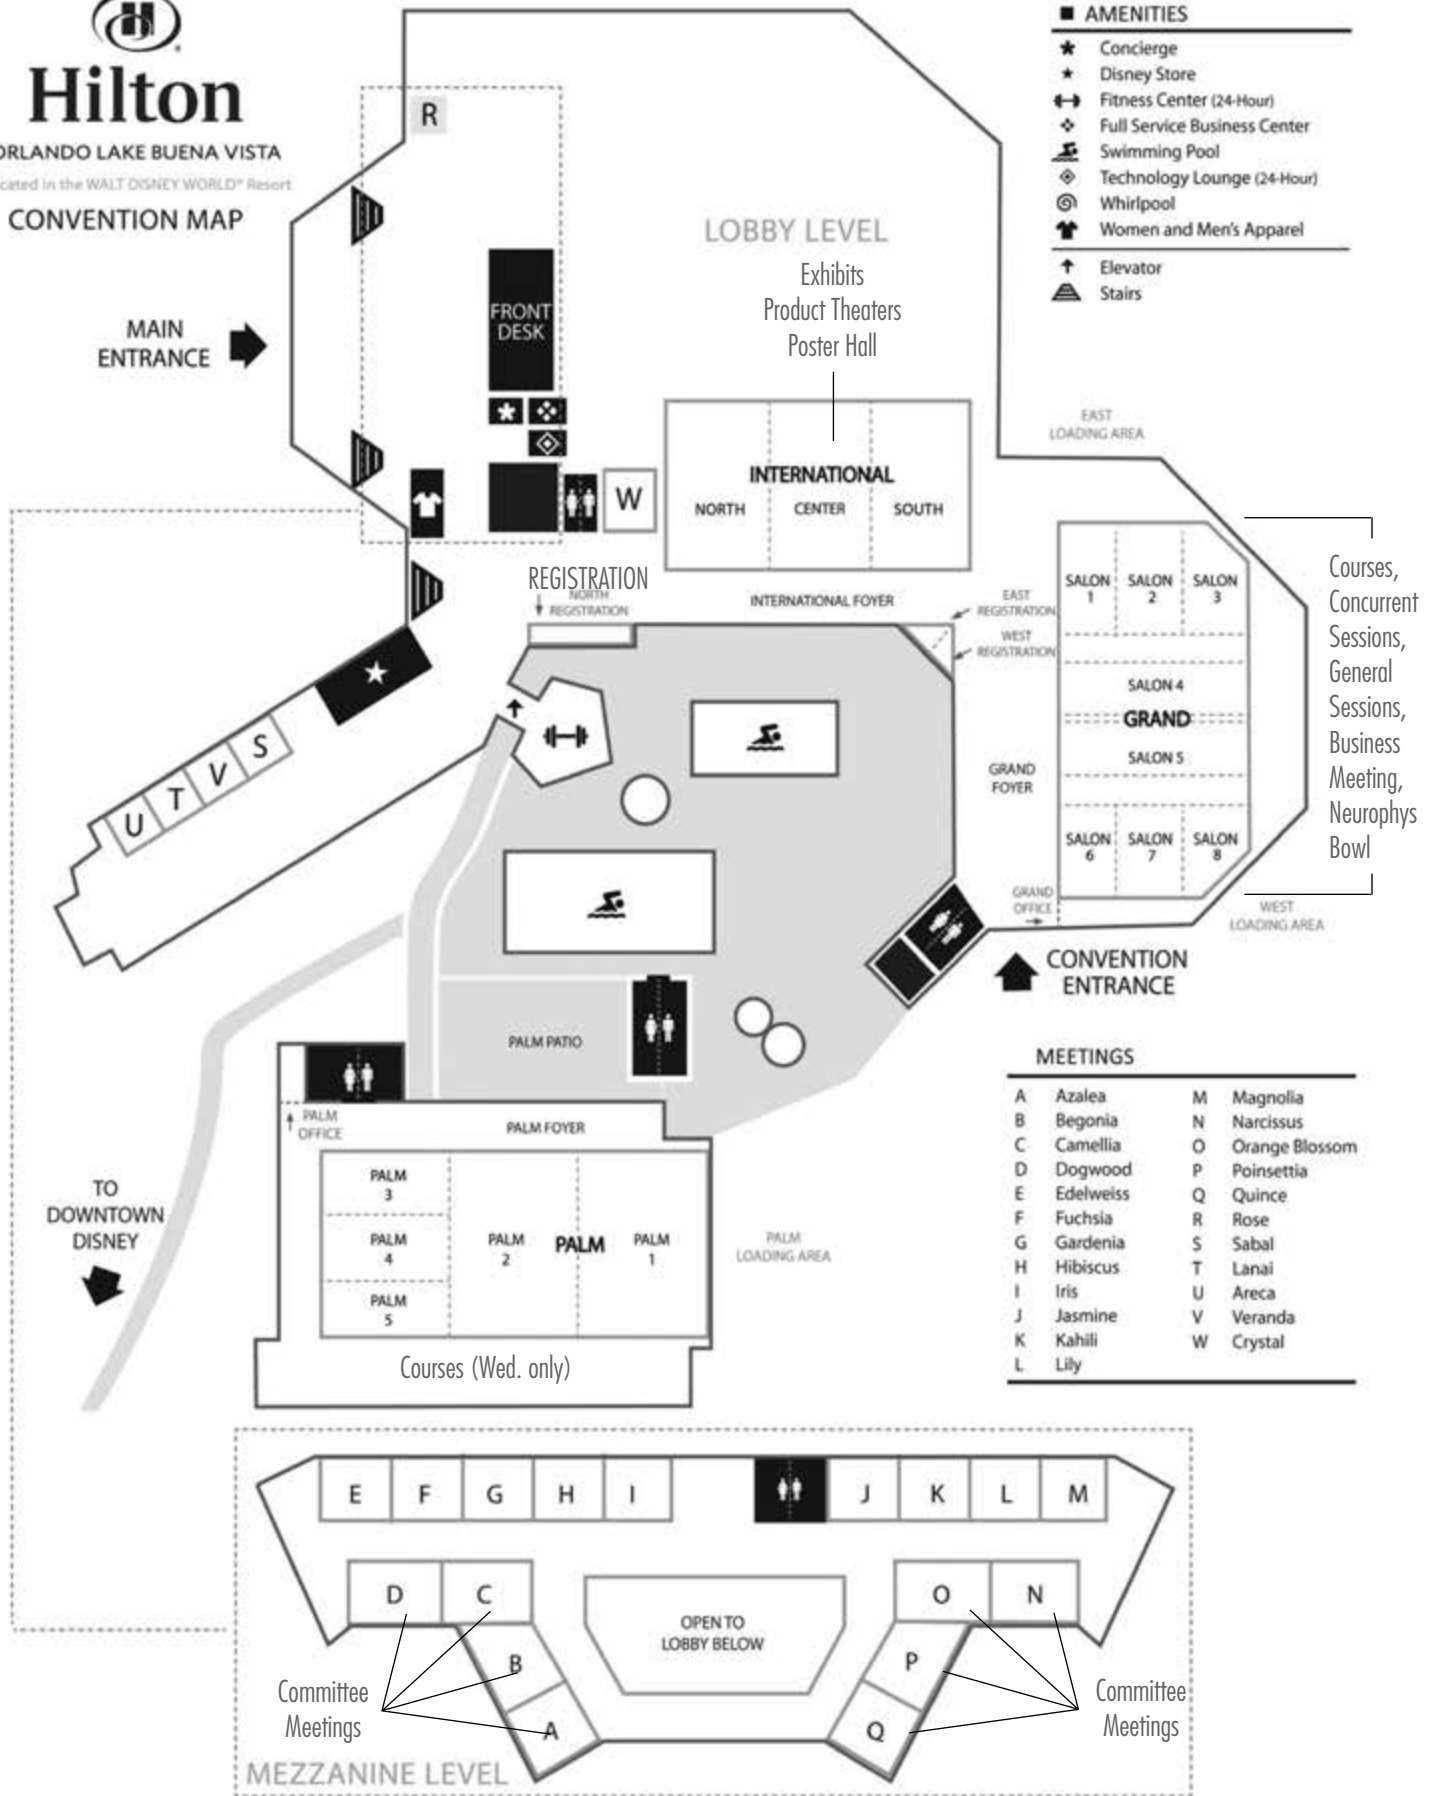 Hilton
ORLANDO LAKE BUENA VISTA
cated in the WALT DISNEY WORLD® Resort
CONVENTION MAP
■ AMENITIES
Concierge
Disney Store
Fitness Center (24-Hour)
Full Service Business Center
Swimming Pool
Technology Lounge (24-Hour)
Whirlpool
Women and Men's Apparel
Elevator
Stairs
R
LOBBY LEVEL
Exhibits
Product Theaters
Poster Hall
FRONT
DESK
MAIN
ENTRANCE
EAST
LOADING AREA
W
INTERNATIONAL
NORTH
CENTER
SOUTH
REGISTRATION
NORTH
REGISTRATION
INTERNATIONAL FOYER
EAST
REGISTRATION
WEST
REGISTRATION
SALON
1
SALON
2
SALON
3
SALON 4
GRAND
SALON 5
SALON
6
SALON
7
SALON
8
GRAND
FOYER
Courses,
Concurrent
Sessions,
General
Sessions,
Business
Meeting,
Neurophys
Bowl
S
V
T
U
GRAND
OFFICE
WEST
LOADING AREA
CONVENTION
ENTRANCE
PALM PATIO
PALM
OFFICE
PALM FOYER
PALM
3
PALM
4
PALM
5
PALM
2
PALM
PALM
1
PALM
LOADING AREA
Courses (Wed. only)
TO
DOWNTOWN
DISNEY
MEETINGS
A Azalea
B Begonia
C Camellia
D Dogwood
E Edelweiss
F Fuchsia
G Gardenia
H Hibiscus
I Iris
J Jasmine
K Kahili
L Lily
M Magnolia
N Narcissus
O Orange Blossom
P Poinsettia
Q Quince
R Rose
S Sabal
T Lanai
U Areca
V Veranda
W Crystal
E F G H I J K L M
D C O N
B P
A Q
OPEN TO
LOBBY BELOW
Committee
Meetings
Committee
Meetings
MEZZANINE LEVEL